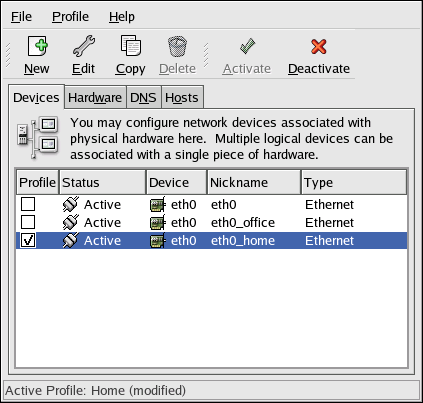 File Profile Help
New Edit Copy Delete Activate Deactivate
Devices Hardware DNS Hosts
You may configure network devices associated with
physical hardware here.  Multiple logical devices can be
associated with a single piece of hardware.
Profile Status Device Nickname Type
Active eth0 eth0 Ethernet
Active eth0 eth0_office Ethernet
Active eth0 eth0_home Ethernet
Active Profile: Home (modified)